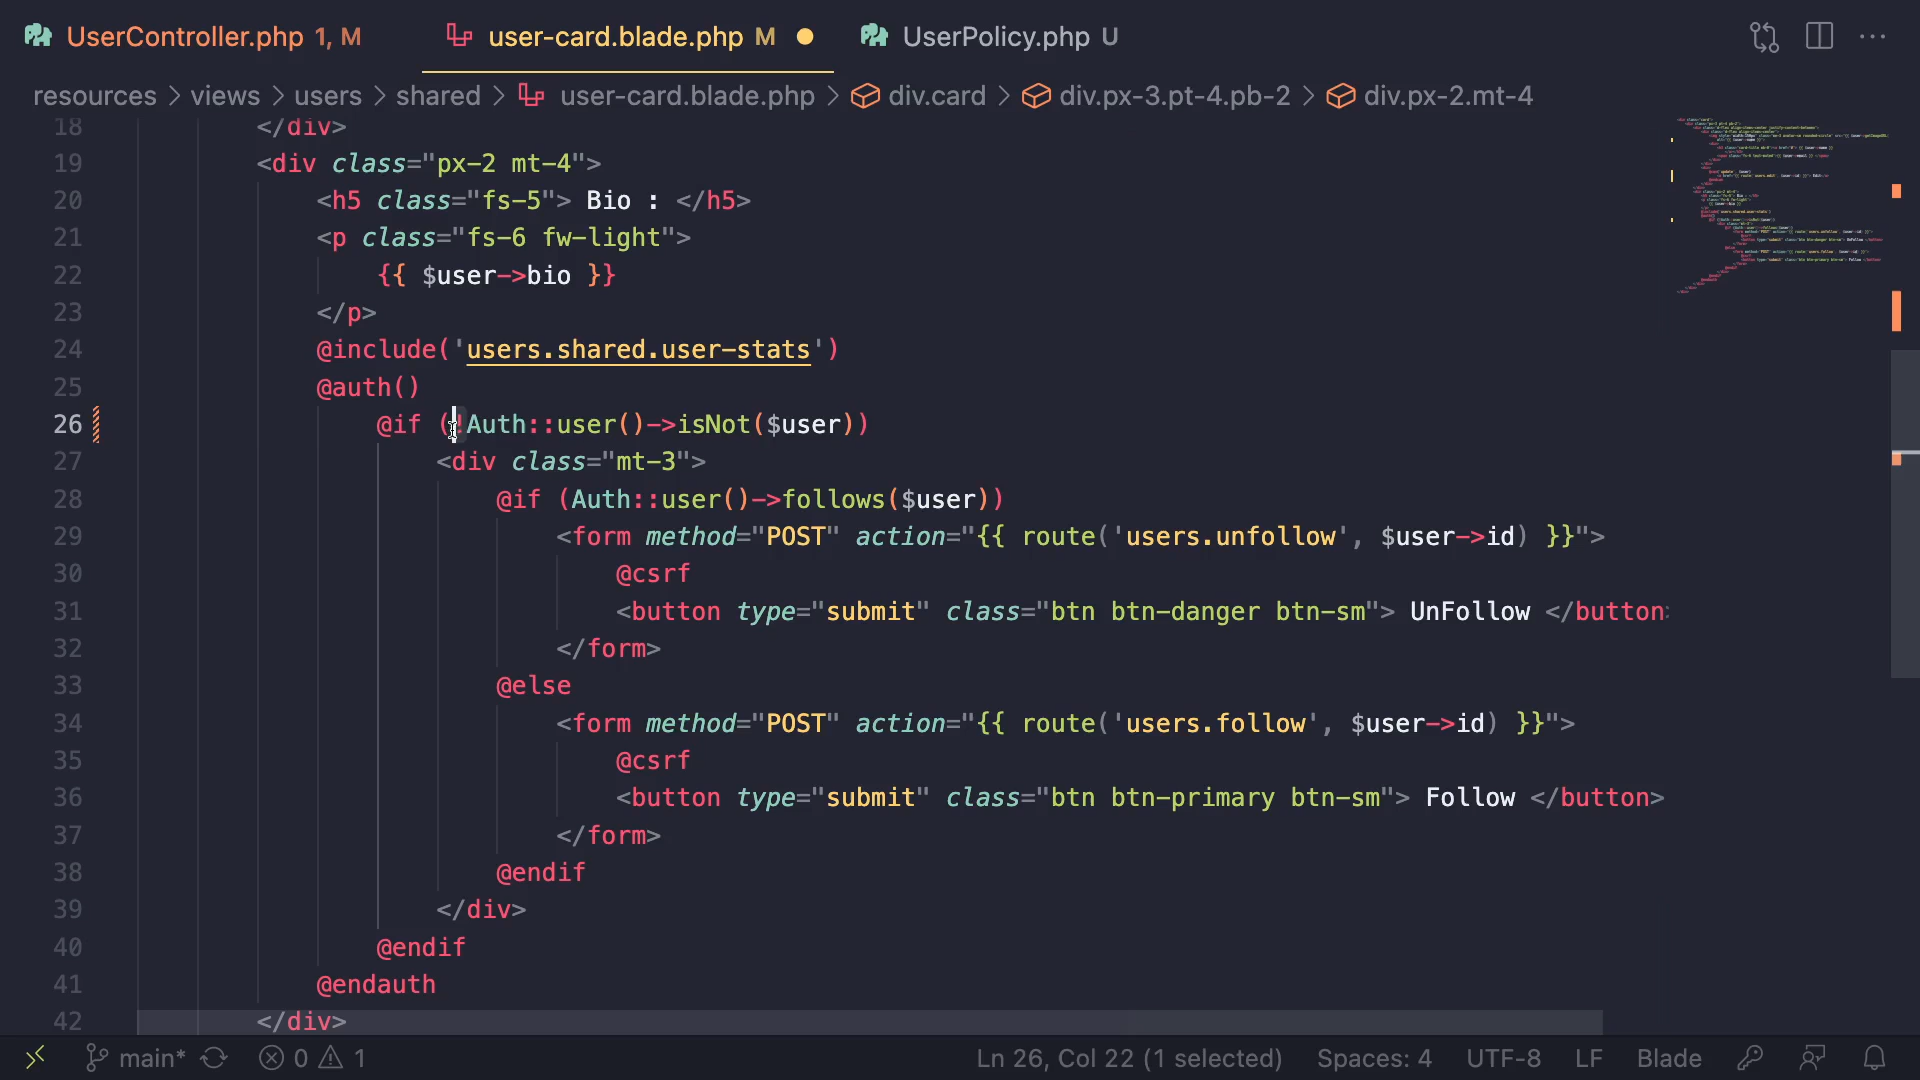 UserController.php 1, M
user-card.blade.php M
UserPolicy.php U
resources > views > users > shared > user-card.blade.php > div.card > div.px-3.pt-4.pb-2 > div.px-2.mt-4
18 </div>
19 <div class="px-2 mt-4">
20 <h5 class="fs-5"> Bio : </h5>
21 <p class="fs-6 fw-light">
22 {{ $user->bio }}
23 </p>
24 @include('users.shared.user-stats')
25 @auth()
26 @if (!Auth::user()->isNot($user))
27 <div class="mt-3">
28 @if (Auth::user()->follows($user))
29 <form method="POST" action="{{ route('users.unfollow', $user->id) }}">
30 @csrf
31 <button type="submit" class="btn btn-danger btn-sm"> UnFollow </button
32 </form>
33 @else
34 <form method="POST" action="{{ route('users.follow', $user->id) }}">
35 @csrf
36 <button type="submit" class="btn btn-primary btn-sm"> Follow </button>
37 </form>
38 @endif
39 </div>
40 @endif
41 @endauth
42 </div>
main* 0 1 Ln 26, Col 22 (1 selected) Spaces: 4 UTF-8 LF Blade